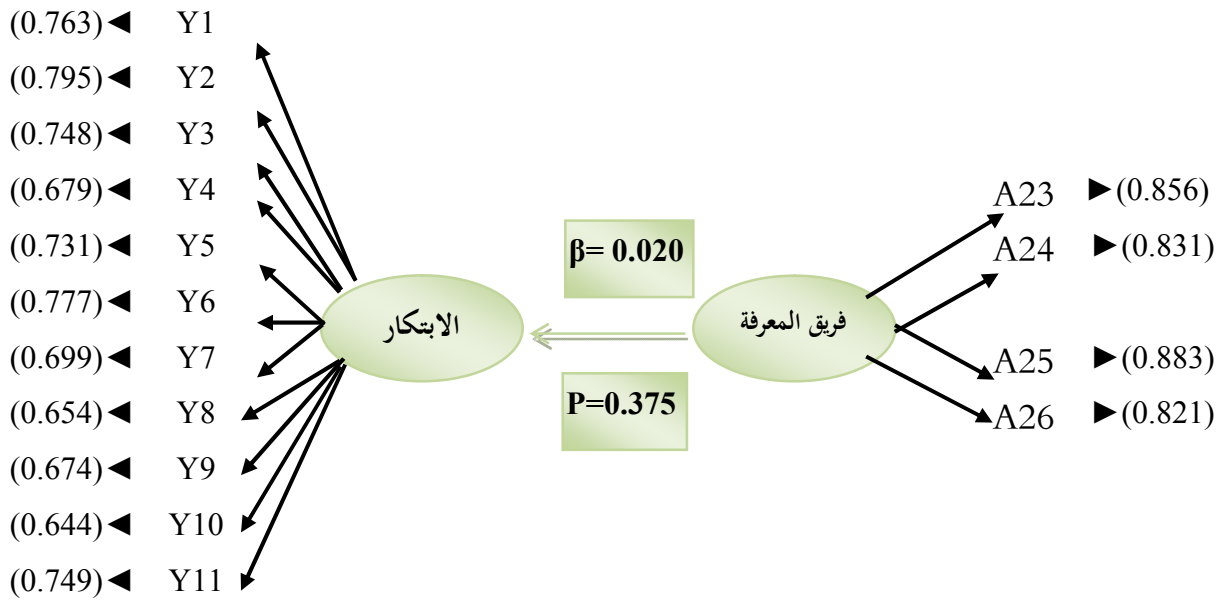 (0.763)◄ Y1
(0.795)◄ Y2
(0.748)◄ Y3
(0.679)◄ Y4
(0.731)◄ Y5
(0.777)◄ Y6
(0.699)◄ Y7
(0.654)◄ Y8
(0.674)◄ Y9
(0.644)◄ Y10
(0.749)◄ Y11
الابتكار
β= 0.020
P=0.375
فريق المعرفة
A23 ►(0.856)
A24 ►(0.831)
A25 ►(0.883)
A26 ►(0.821)